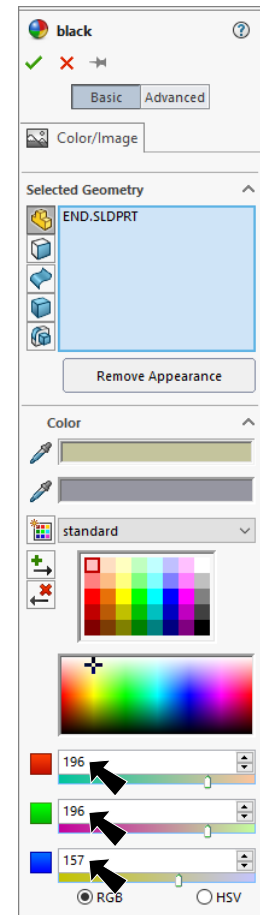 black
?
Basic Advanced
Color/Image
Selected Geometry
END.SLDPRT
Remove Appearance
Color
standard
196
196
157
RGB HSV